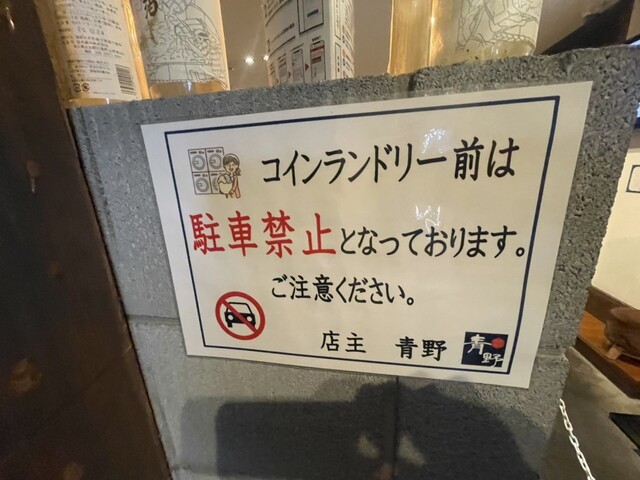 コインランドリー前は
駐車禁止となっております。
ご注意ください。
店主 青野
青野